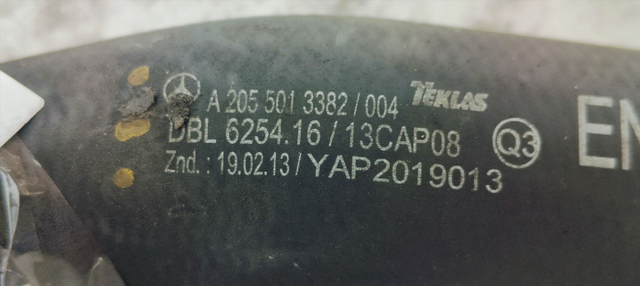 A 205 501 3382 / 004 TEKLAS
DBL 6254.16 / 13CAP08 Q3
Znd. : 19.02.13 / YAP2019013
EN